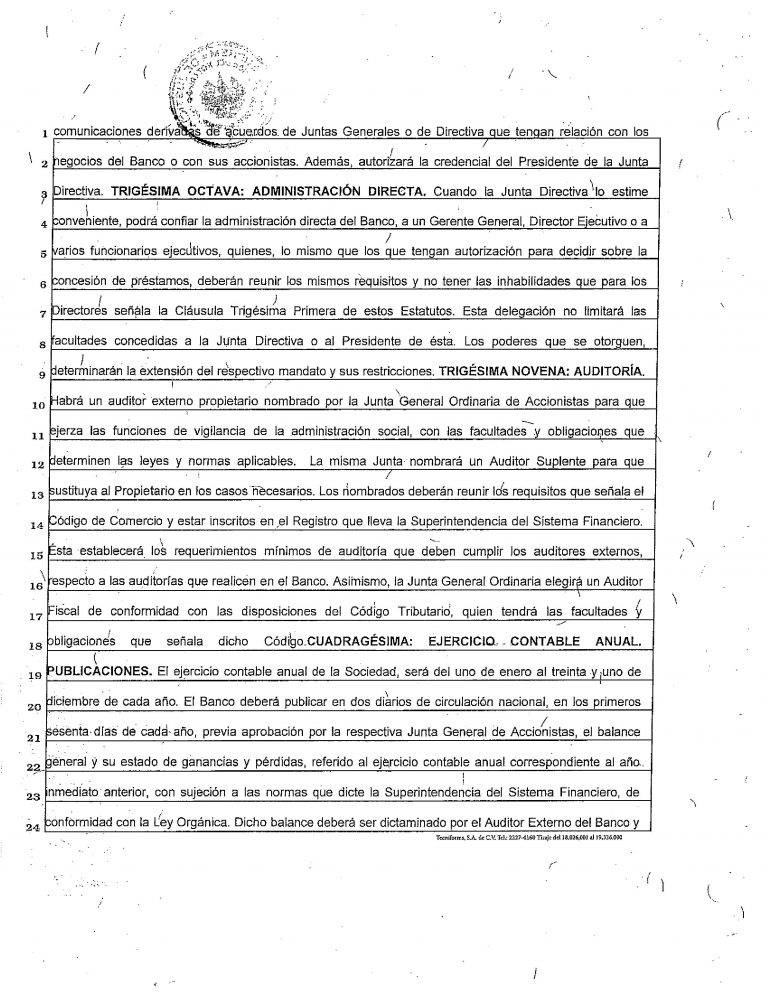 1 comunicaciones derivadas de acuerdos de Juntas Generales o de Directiva que tengan relación con los
2 negocios del Banco o con sus accionistas. Además, autorizará la credencial del Presidente de la Junta
3 Directiva. TRIGÉSIMA OCTAVA: ADMINISTRACIÓN DIRECTA. Cuando la Junta Directiva lo estime
4 conveniente, podrá confiar la administración directa del Banco, a un Gerente General, Director Ejecutivo o a
5 varios funcionarios ejecutivos, quienes, lo mismo que los que tengan autorización para decidir sobre la
6 concesión de préstamos, deberán reunir los mismos requisitos y no tener las inhabilidades que para los
7 Directores señala la Cláusula Trigésima Primera de estos Estatutos. Esta delegación no limitará las
8 facultades concedidas a la Junta Directiva o al Presidente de ésta. Los poderes que se otorguen,
9 determinarán la extensión del respectivo mandato y sus restricciones. TRIGÉSIMA NOVENA: AUDITORÍA.
10 Habrá un auditor externo propietario nombrado por la Junta General Ordinaria de Accionistas para que
11 ejerza las funciones de vigilancia de la administración social, con las facultades y obligaciones que
12 determinen las leyes y normas aplicables. La misma Junta nombrará un Auditor Suplente para que
13 sustituya al Propietario en los casos necesarios. Los nombrados deberán reunir los requisitos que señala el
14 Código de Comercio y estar inscritos en el Registro que lleva la Superintendencia del Sistema Financiero.
15 Ésta establecerá los requerimientos mínimos de auditoría que deben cumplir los auditores externos,
16 respecto a las auditorías que realicen en el Banco. Asimismo, la Junta General Ordinaria elegirá un Auditor
17 Fiscal de conformidad con las disposiciones del Código Tributario, quien tendrá las facultades y
18 obligaciones que señala dicho Código.CUADRAGÉSIMA: EJERCICIO CONTABLE ANUAL.
19 PUBLICACIONES. El ejercicio contable anual de la Sociedad, será del uno de enero al treinta y uno de
20 diciembre de cada año. El Banco deberá publicar en dos diarios de circulación nacional, en los primeros
21 sesenta días de cada año, previa aprobación por la respectiva Junta General de Accionistas, el balance
22 general y su estado de ganancias y pérdidas, referido al ejercicio contable anual correspondiente al año
23 inmediato anterior, con sujeción a las normas que dicte la Superintendencia del Sistema Financiero, de
24 conformidad con la Ley Orgánica. Dicho balance deberá ser dictaminado por el Auditor Externo del Banco y
Tecniforms, S.A. de C.V. Tel.: 2227-4160 Tiraje del 18.026,001 al 19,326.000